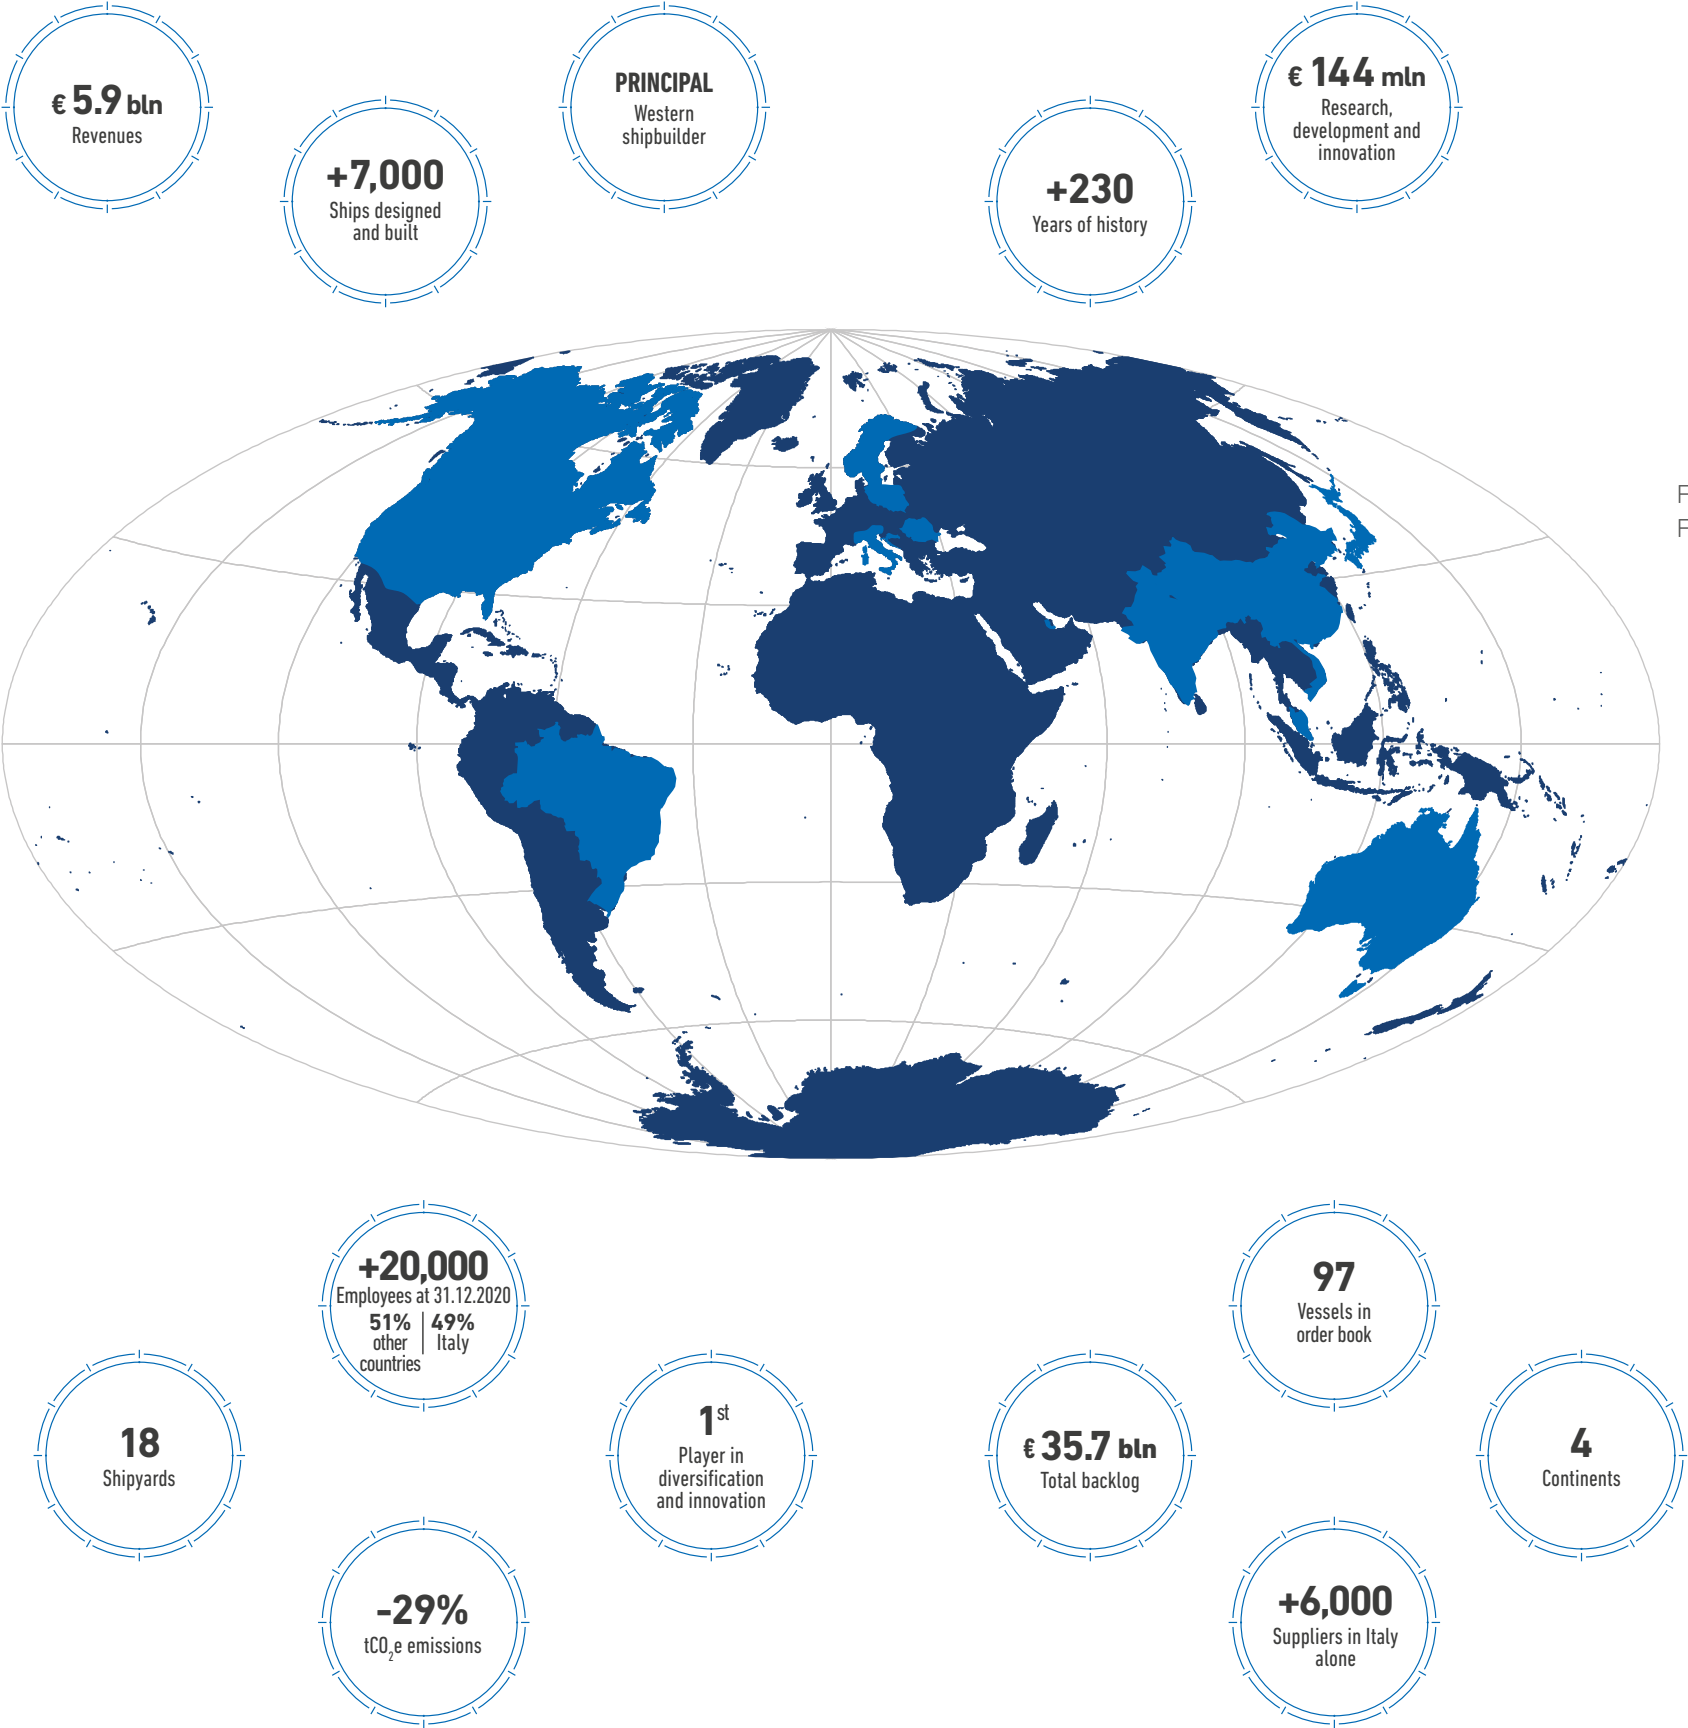 € 5.9 bln
Revenues
+7,000
Ships designed
and built
PRINCIPAL
Western
shipbuilder
+230
Years of history
€ 144 mln
Research,
development and
innovation
F
F
+20,000
Employees at 31.12.2020
51%
other
countries
49%
Italy
18
Shipyards
-29%
tCO2e emissions
1st
Player in
diversification
and innovation
€ 35.7 bln
Total backlog
97
Vessels in
order book
4
Continents
+6,000
Suppliers in Italy
alone